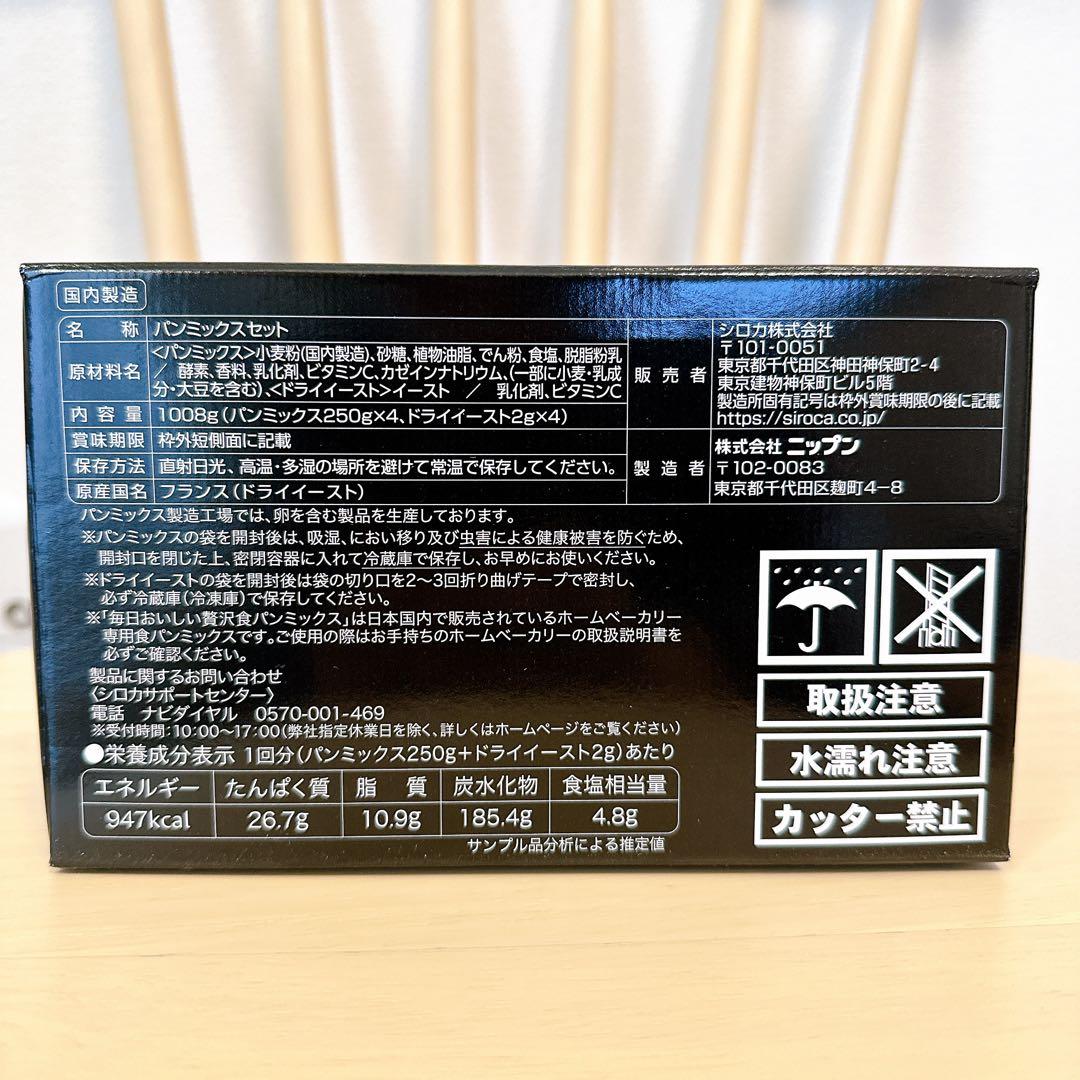 国内製造
名称 パンミックスセット
原材料名 <パンミックス>小麦粉(国内製造)、砂糖、植物油脂、でん粉、食塩、脱脂粉乳
/ 酵素、香料、乳化剤、ビタミンC、カゼインナトリウム、(一部に小麦・乳成
分・大豆を含む)、<ドライイースト>イースト / 乳化剤、ビタミンC
内容量 1008g(パンミックス250g×4、ドライイースト2g×4)
賞味期限 枠外短側面に記載
保存方法 直射日光、高温・多湿の場所を避けて常温で保存してください。
原産国名 フランス(ドライイースト)
販売者 シロカ株式会社
〒101-0051
東京都千代田区神田神保町2-4
東京建物神保町ビル5階
製造所固有記号は枠外賞味期限の後に記載
https://siroca.co.jp/
製造者 株式会社 ニップン
〒102-0083
東京都千代田区麹町4-8
パンミックス製造工場では、卵を含む製品を生産しております。
※パンミックスの袋を開封後は、吸湿、におい移り及び虫害による健康被害を防ぐため、
開封口を閉じた上、密閉容器に入れて冷蔵庫で保存し、お早めにお使いください。
※ドライイーストの袋を開封後は袋の切り口を2〜3回折り曲げテープで密封し、
必ず冷蔵庫(冷凍庫)で保存してください。
※「毎日おいしい贅沢食パンミックス」は日本国内で販売されているホームベーカリー
専用食パンミックスです。ご使用の際はお手持ちのホームベーカリーの取扱説明書を
必ずご確認ください。
製品に関するお問い合わせ
〈シロカサポートセンター〉
電話 ナビダイヤル 0570-001-469
※受付時間:10:00〜17:00(弊社指定休業日を除く、詳しくはホームページをご覧ください)
●栄養成分表示 1回分(パンミックス250g+ドライイースト2g)あたり
エネルギー たんぱく質 脂質 炭水化物 食塩相当量
947kcal 26.7g 10.9g 185.4g 4.8g
サンプル品分析による推定値
取扱注意
水濡れ注意
カッター禁止